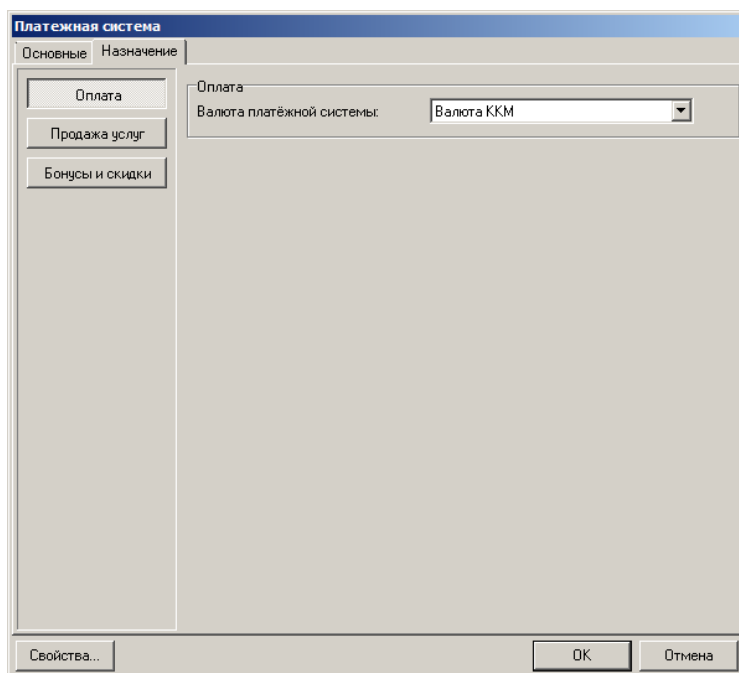 Платежная система
Основные Назначение
Оплата
Продажа услуг
Бонусы и скидки
Оплата
Валюта платёжной системы: Валюта ККМ
Свойства... OK Отмена